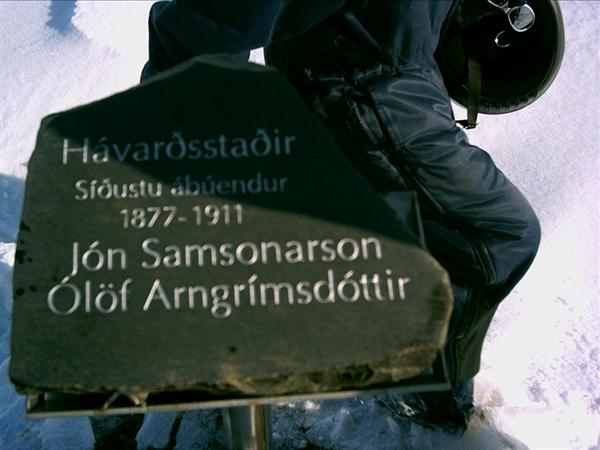 Hávarðsstaðir
Síðustu ábúendur
1877-1911
Jón Samsonarson
Ólöf Arngrímsdóttir